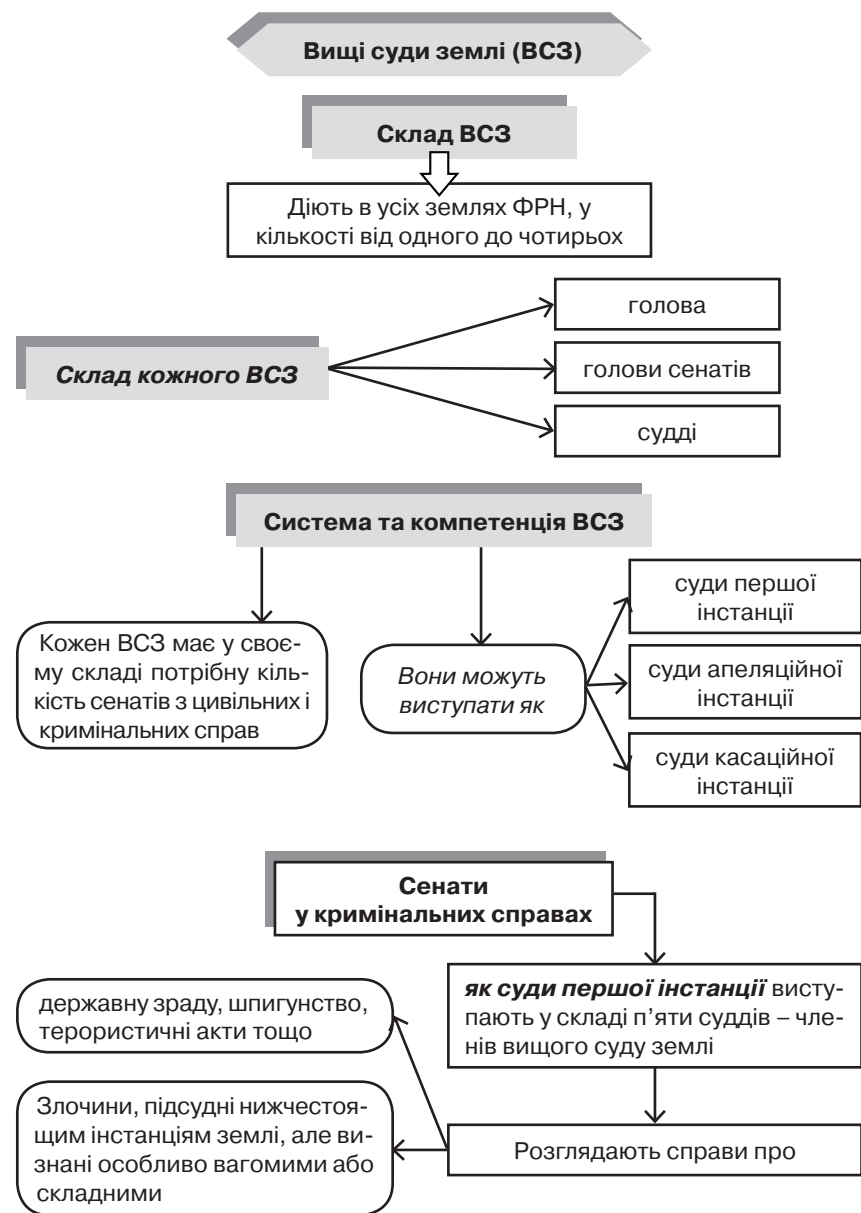 Вищі суди землі (ВСЗ)
Склад ВСЗ
Діють в усіх землях ФРН, у
кількості від одного до чотирьох
Склад кожного ВСЗ
голова
голови сенатів
судді
Система та компетенція ВСЗ
Кожен ВСЗ має у своє-
му складі потрібну кіль-
кість сенатів з цивільних і
кримінальних справ
Вони можуть
виступати як
суди першої
інстанції
суди апеляційної
інстанції
суди касаційної
інстанції
Сенати
у кримінальних справах
як суди першої інстанції висту-
пають у складі п’яти суддів – чле-
нів вищого суду землі
Розглядають справи про
державну зраду, шпигунство,
терористичні акти тощо
Злочини, підсудні нижчестоя-
щим інстанціям землі, але ви-
знані особливо вагомими або
складними